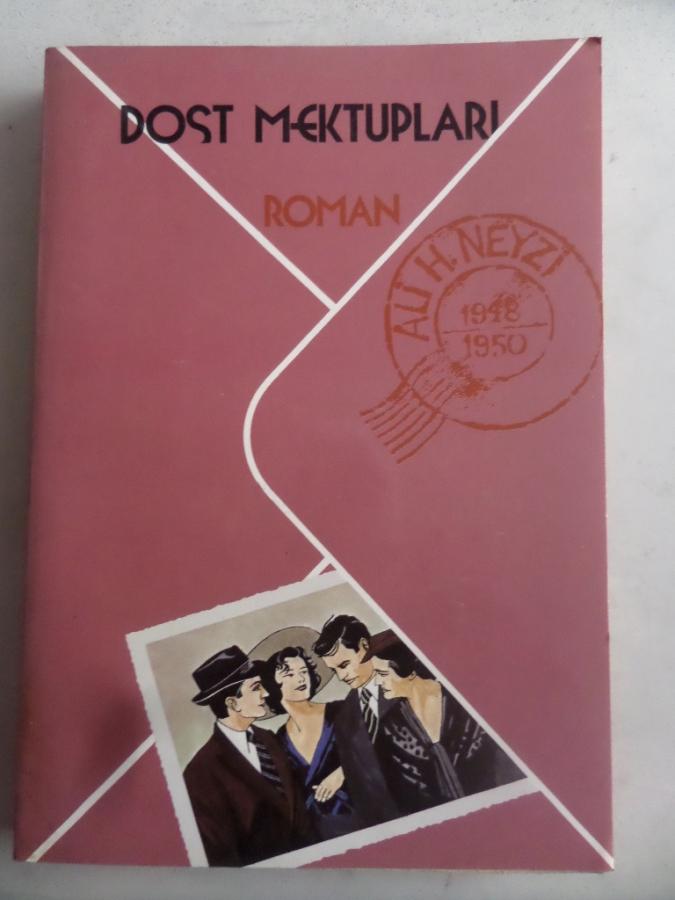 DOST MEKTUPLARI
ROMAN
ALİ H. NEYZİ
1948
1950